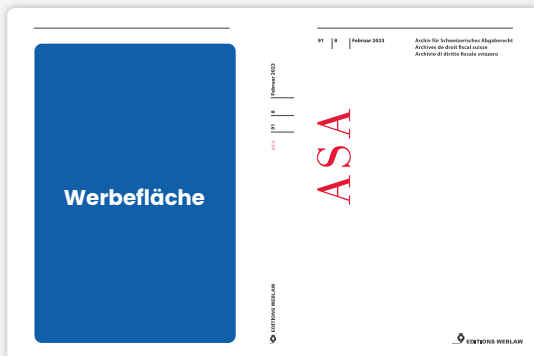 Werbefläche
Februar 2023
8
91
ASA
EDITIONS WEBLAW
91 8 Februar 2023
Archiv für Schweizerisches Abgaberecht
Archives de droit fiscal suisse
Archivio di diritto fiscale svizzero
ASA
EDITIONS WEBLAW